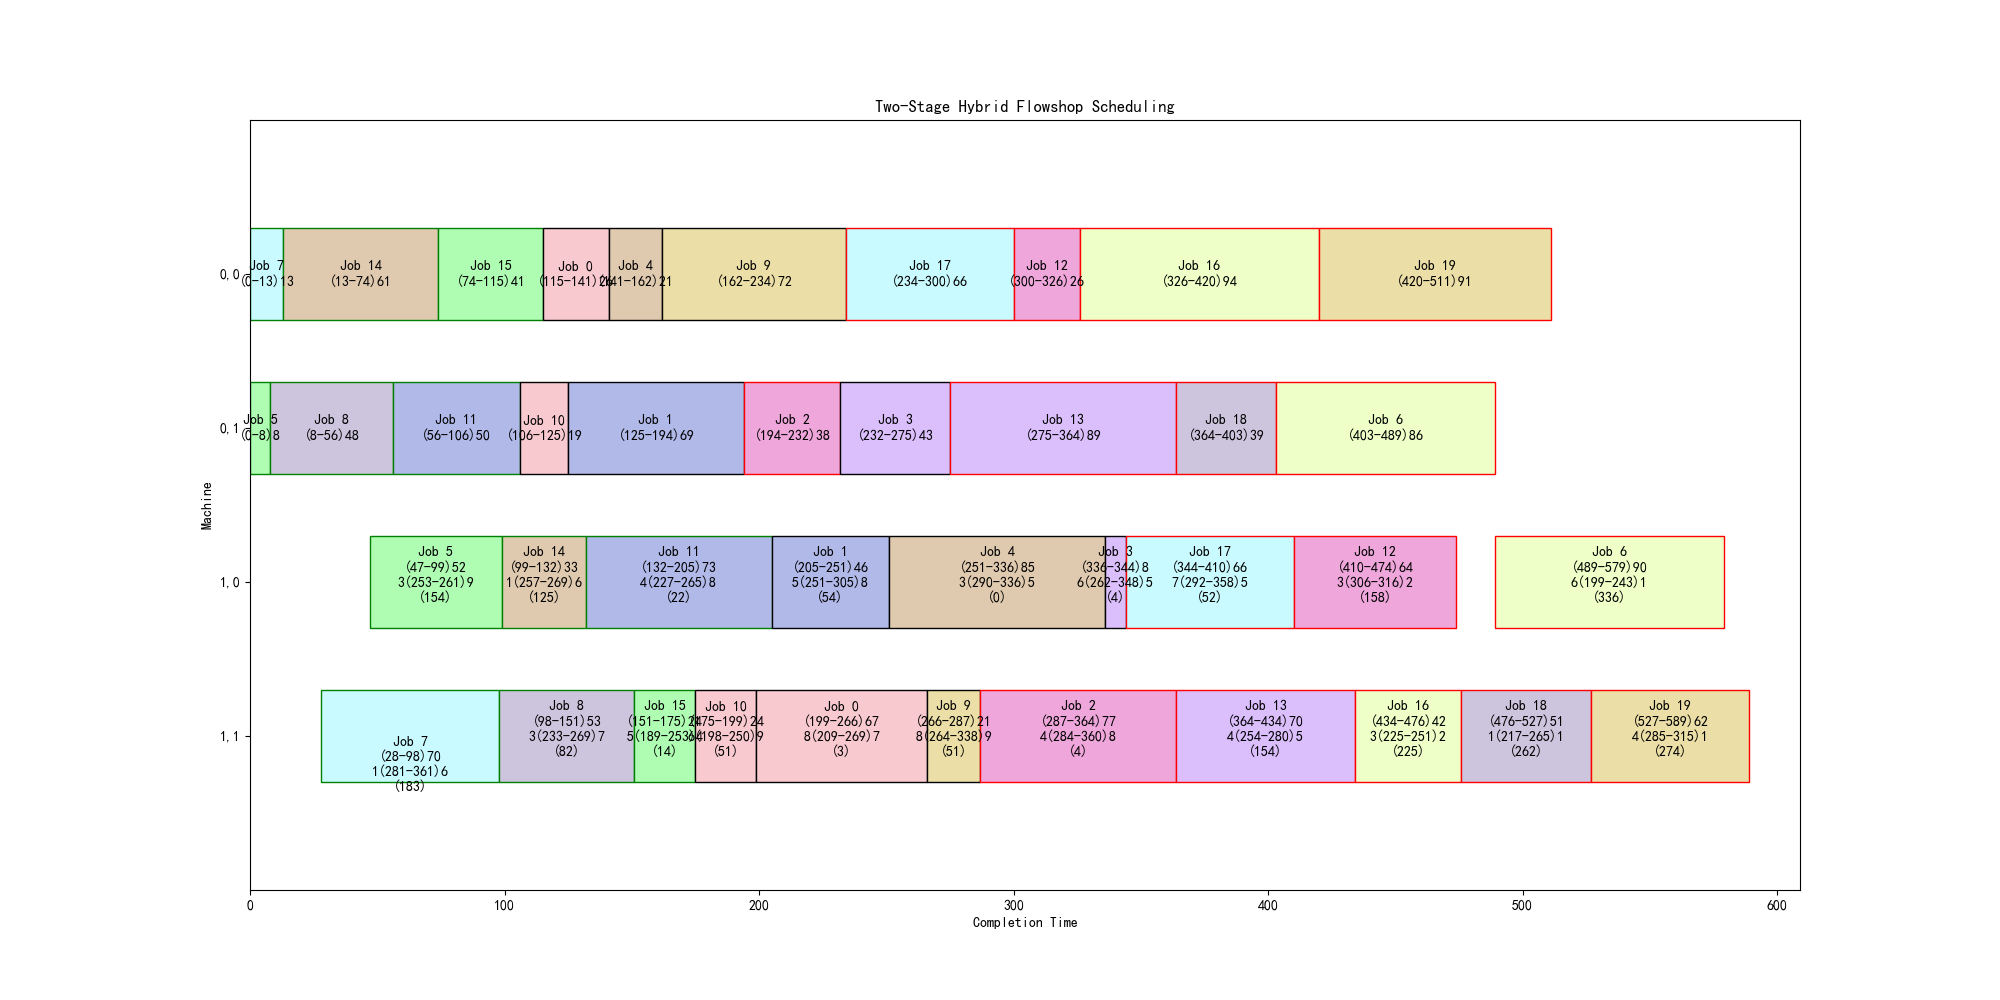 Two-Stage Hybrid Flowshop Scheduling
Machine
0,0
Job 7
(0-13)13
Job 14
(13-74)61
Job 15
(74-115)41
Job 0
(115-141)26
Job 4
(141-162)21
Job 9
(162-234)72
Job 17
(234-300)66
Job 12
(300-326)26
Job 16
(326-420)94
Job 19
(420-511)91
0,1
Job 5
(0-8)8
Job 8
(8-56)48
Job 11
(56-106)50
Job 10
(106-125)19
Job 1
(125-194)69
Job 2
(194-232)38
Job 3
(232-275)43
Job 13
(275-364)89
Job 18
(364-403)39
Job 6
(403-489)86
1,0
Job 5
(47-99)52
3(253-261)9
(154)
Job 14
(99-132)33
1(257-269)6
(125)
Job 11
(132-205)73
4(227-265)8
(22)
Job 1
(205-251)46
5(251-305)8
(54)
Job 4
(251-336)85
3(290-336)5
(0)
Job 3
(336-344)8
6(262-348)5
(4)
Job 17
(344-410)66
7(292-358)5
(52)
Job 12
(410-474)64
3(306-316)2
(158)
Job 6
(489-579)90
6(199-243)1
(336)
1,1
Job 7
(28-98)70
1(281-361)6
(183)
Job 8
(98-151)53
3(233-269)7
(82)
Job 15
(151-175)24
(14)
Job 10
(175-199)24
(51)
Job 0
(199-266)67
8(209-269)7
(3)
Job 9
(266-287)21
8(264-338)9
(51)
Job 2
(287-364)77
4(284-360)8
(4)
Job 13
(364-434)70
4(254-280)5
(154)
Job 16
(434-476)42
3(225-251)2
(225)
Job 18
(476-527)51
1(217-265)1
(262)
Job 19
(527-589)62
4(285-315)1
(274)
0
100
200
300
400
500
600
Completion Time